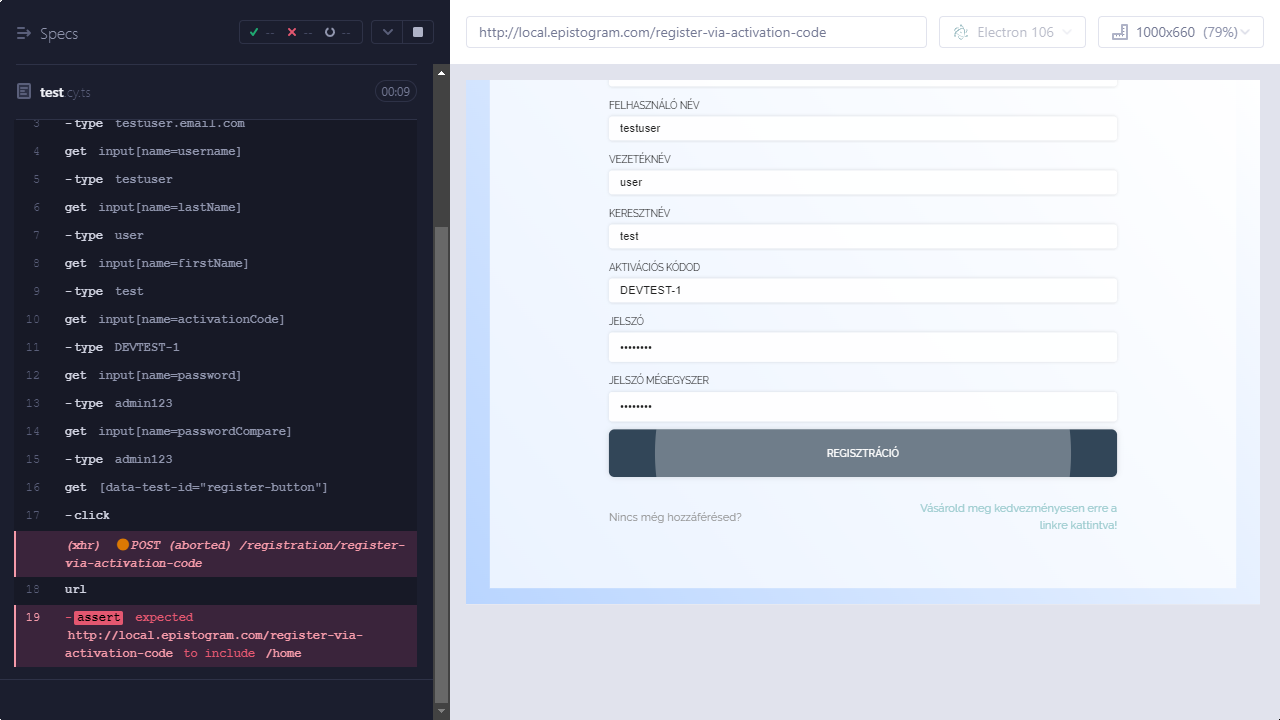 Specs
-- -- --
test.cy.ts
00:09
3 -type testuser.email.com
4 get input[name=username]
5 -type testuser
6 get input[name=lastName]
7 -type user
8 get input[name=firstName]
9 -type test
10 get input[name=activationCode]
11 -type DEVTEST-1
12 get input[name=password]
13 -type admin123
14 get input[name=passwordCompare]
15 -type admin123
16 get [data-test-id="register-button"]
17 -click
(xhr) POST (aborted) /registration/register-
via-activation-code
18 url
19 -assert expected
http://local.epistogram.com/register-via-
activation-code to include /home
http://local.epistogram.com/register-via-activation-code
Electron 106
1000x660 (79%)
FELHASZNÁLÓ NÉV
testuser
VEZETÉKNÉV
user
KERESZTNÉV
test
AKTIVÁCIÓS KÓDOD
DEVTEST-1
JELSZÓ
••••••••
JELSZÓ MÉGEGYSZER
••••••••
REGISZTRÁCIÓ
Nincs még hozzáférésed?
Vásárold meg kedvezményesen erre a
linkre kattintva!